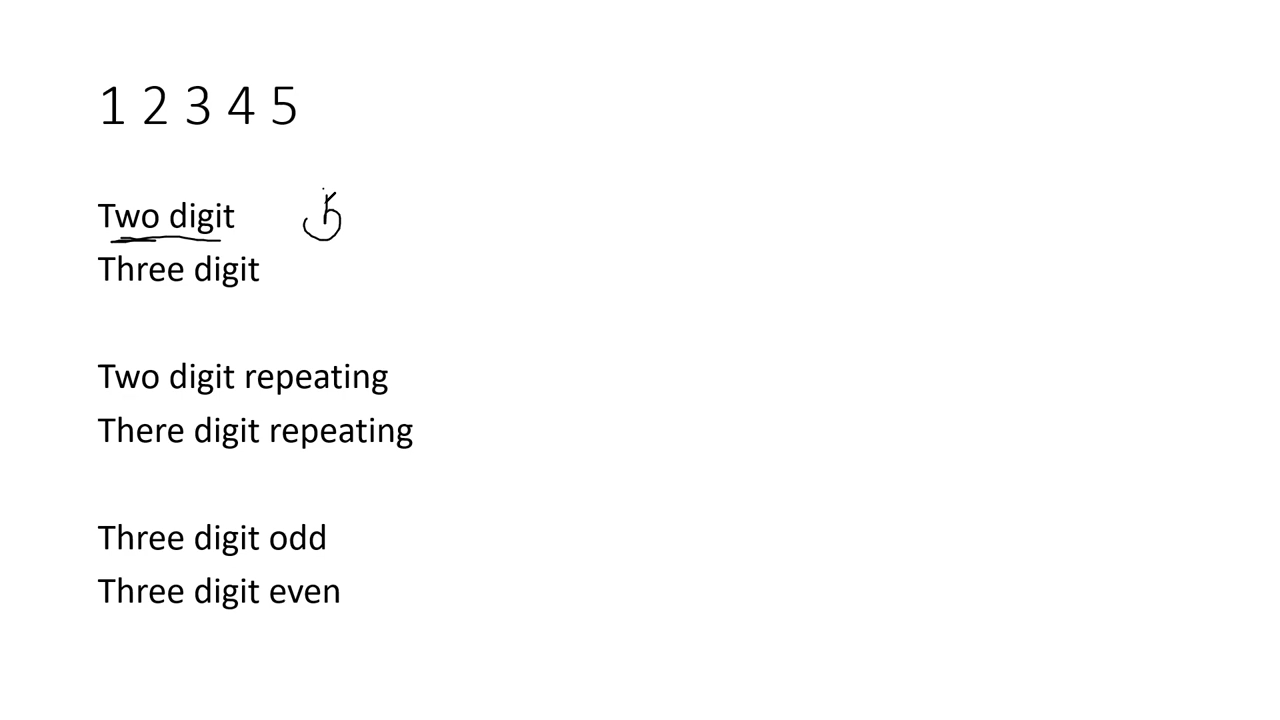 1 2 3 4 5
Two digit
Three digit
Two digit repeating
There digit repeating
Three digit odd
Three digit even